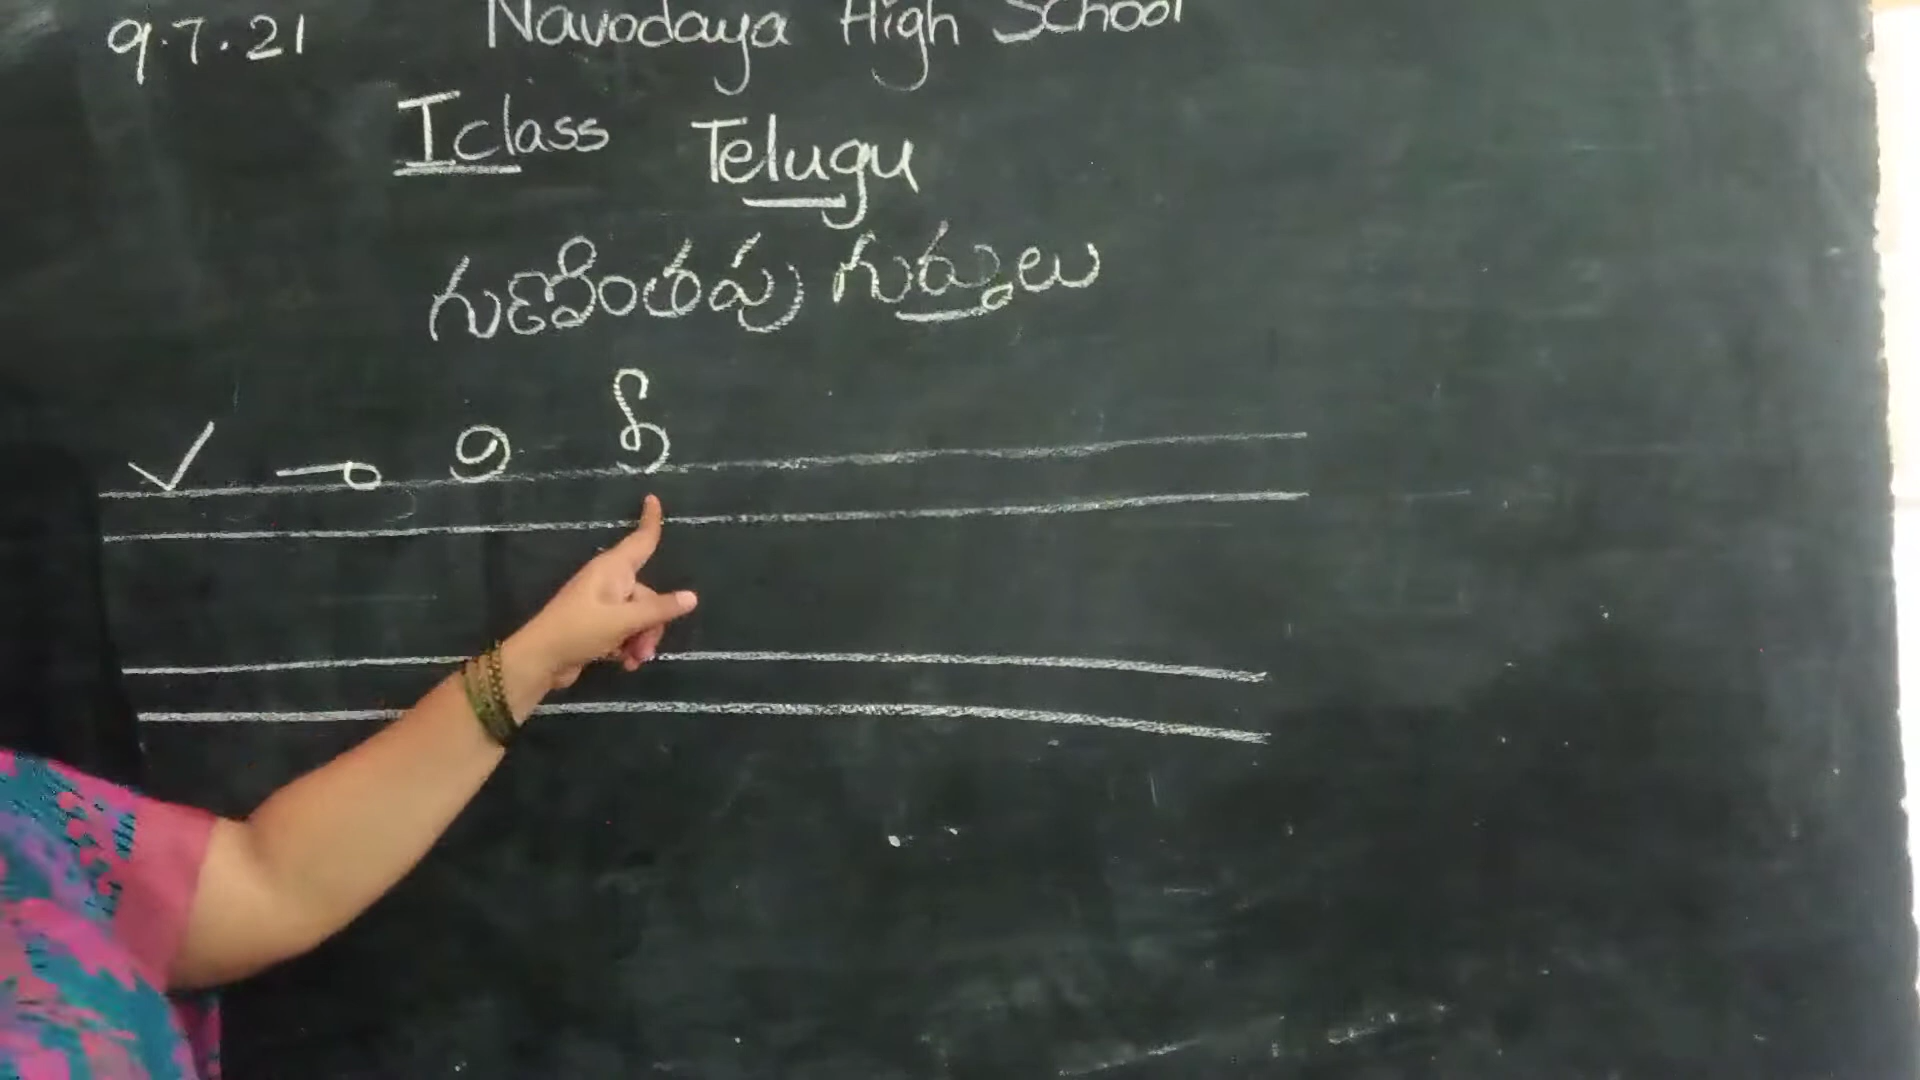 9.7.21 Navodaya High School
I class Telugu
గుణింతపు గుర్తులు
✓ ి ీ